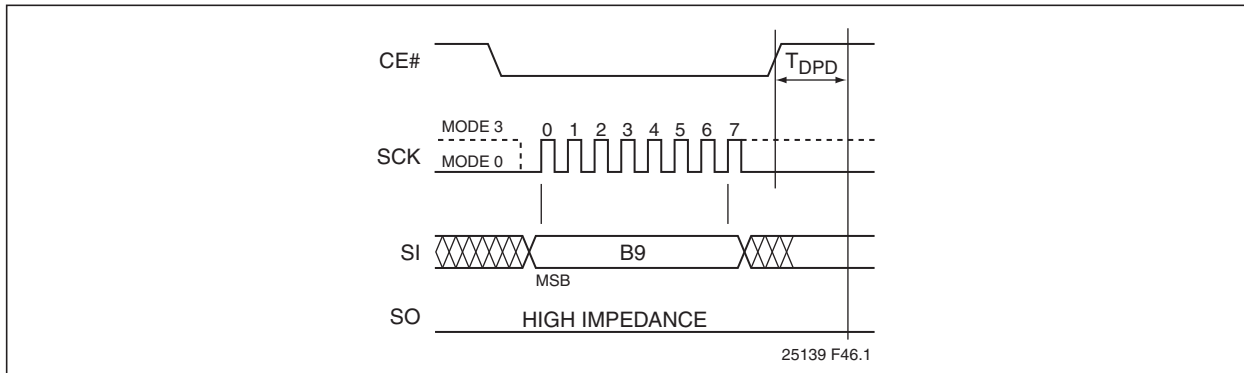 CE#
TDPD
MODE 3
0 1 2 3 4 5 6 7
SCK
MODE 0
SI
B9
MSB
SO
HIGH IMPEDANCE
25139 F46.1